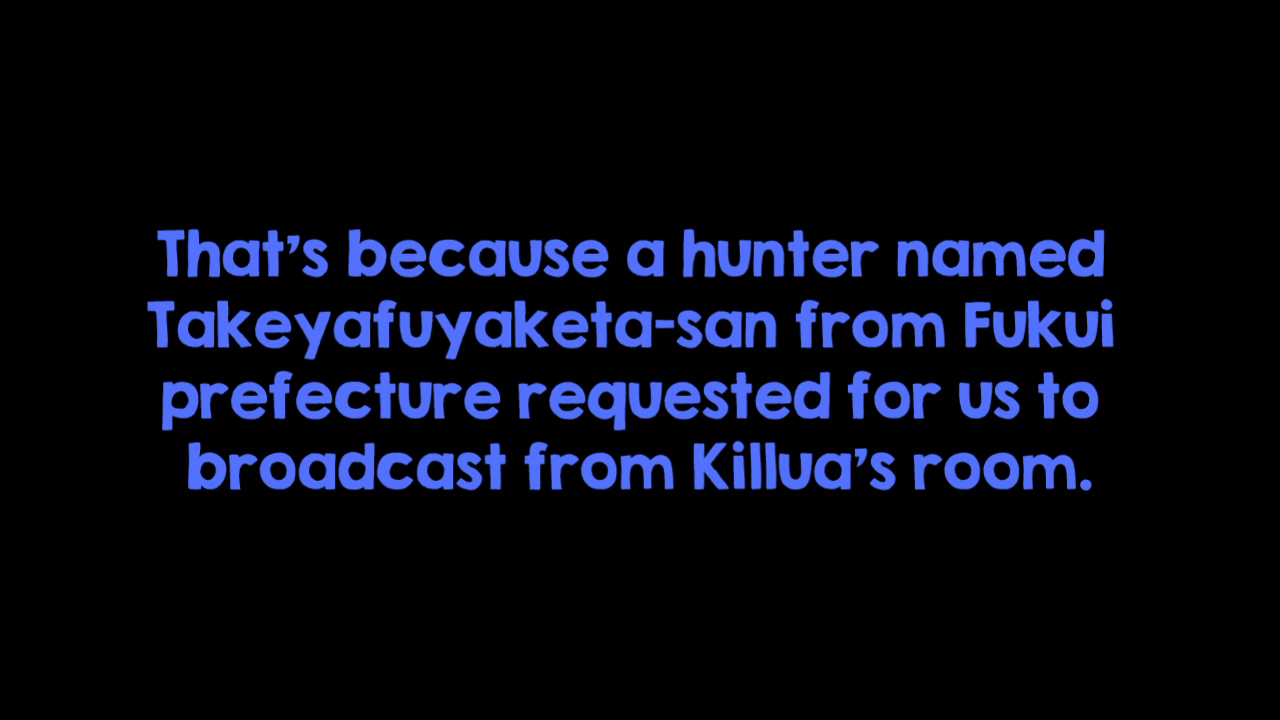 That's because a hunter named
Takeyafuyaketa-san from Fukui
prefecture requested for us to
broadcast from Killua's room.